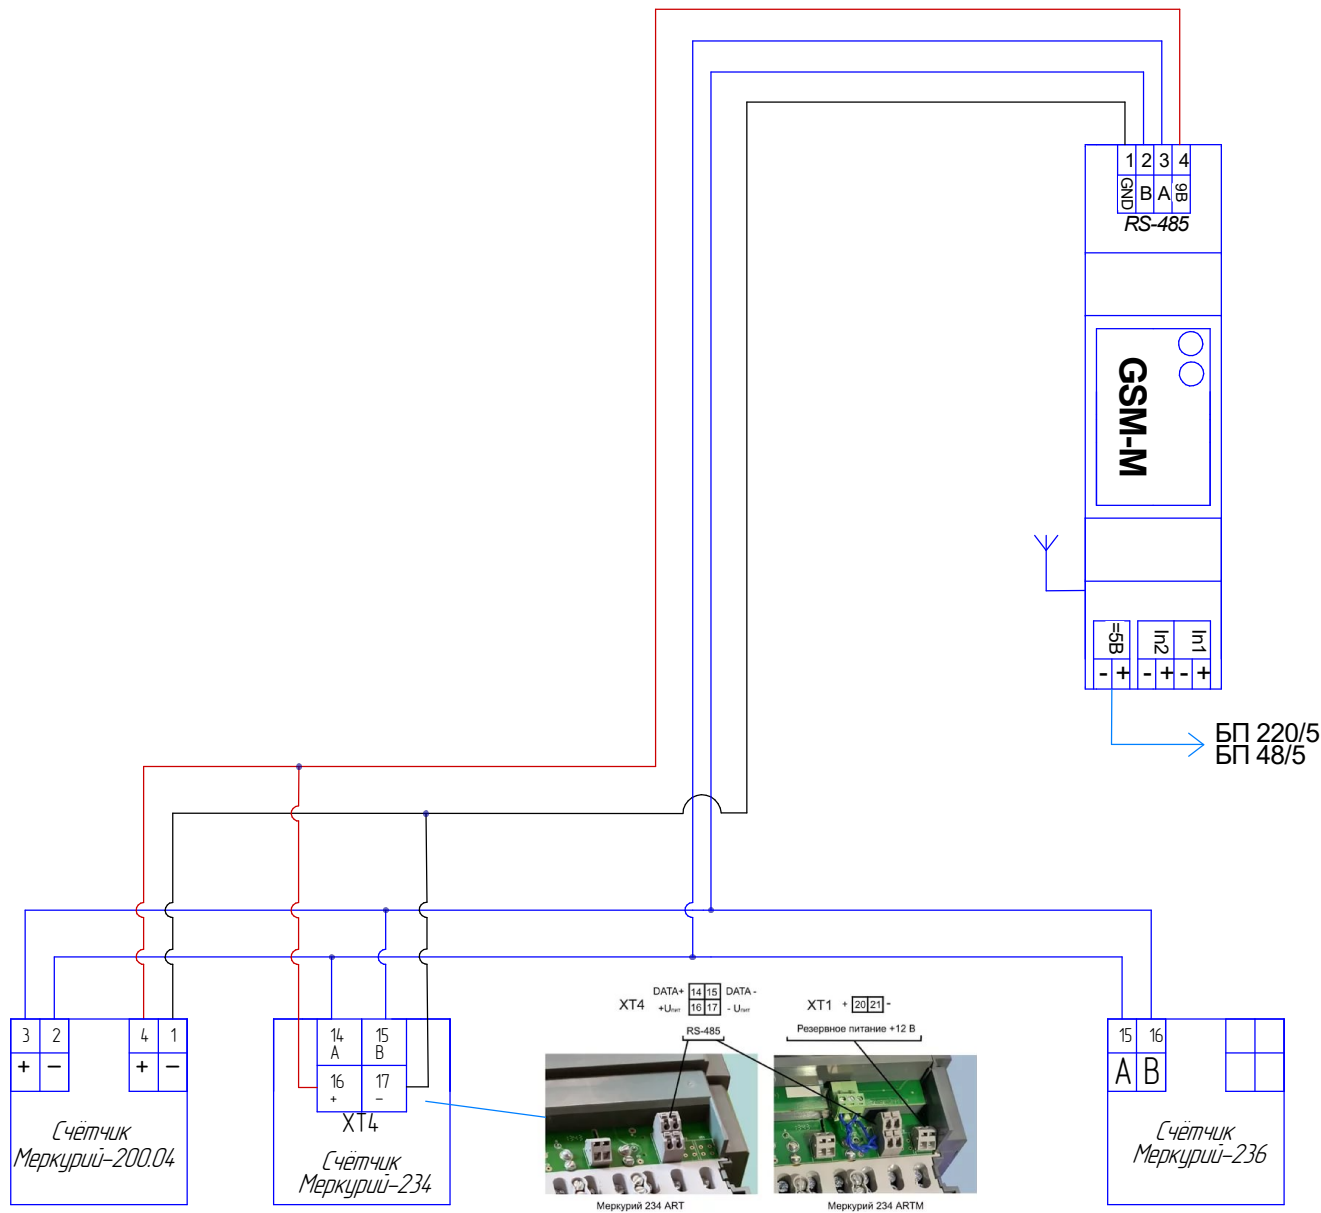 1 2 3 4
GND B A 9В
RS-485
GSM-M
=5В In2 In1
- + - + - +
БП 220/5
БП 48/5
3 2 4 1
+ − + −
Счётчик
Меркурий-200.04
14 15
A B
16 17
+ −
XT4
Счётчик
Меркурий-234
XT4 DATA+ 14 15 DATA -
+Uпит 16 17 - Uпит
RS-485
XT1 + 20 21 -
Резервное питание +12 В
Меркурий 234 ART
Меркурий 234 ARTM
15 16
A B
Счётчик
Меркурий-236